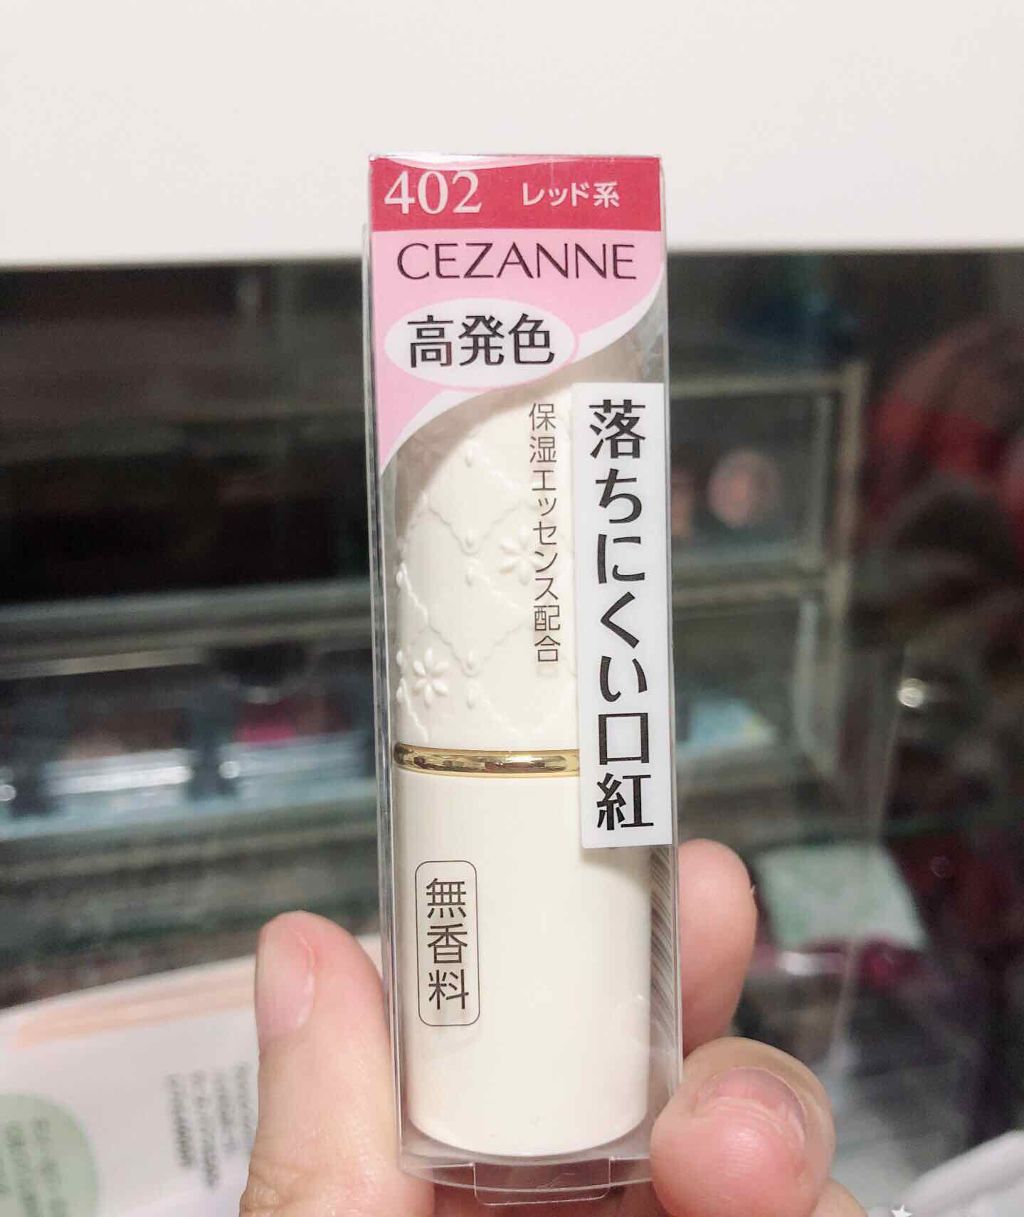 402 レッド系
CEZANNE
高発色
保湿エッセンス配合
落ちにくい口紅
無香料